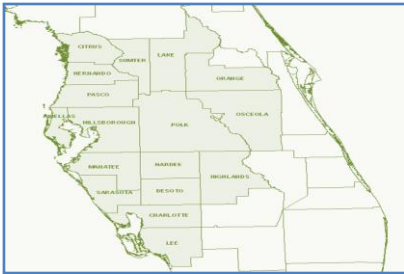 CITRUS
SUMTER
LAKE
HERNANDO
ORANGE
PASCO
OSCEOLA
PINELLAS
HILLSBOROUGH
POLK
MANATEE
HARDEE
HIGHLANDS
SARASOTA
DESOTO
CHARLOTTE
LEE